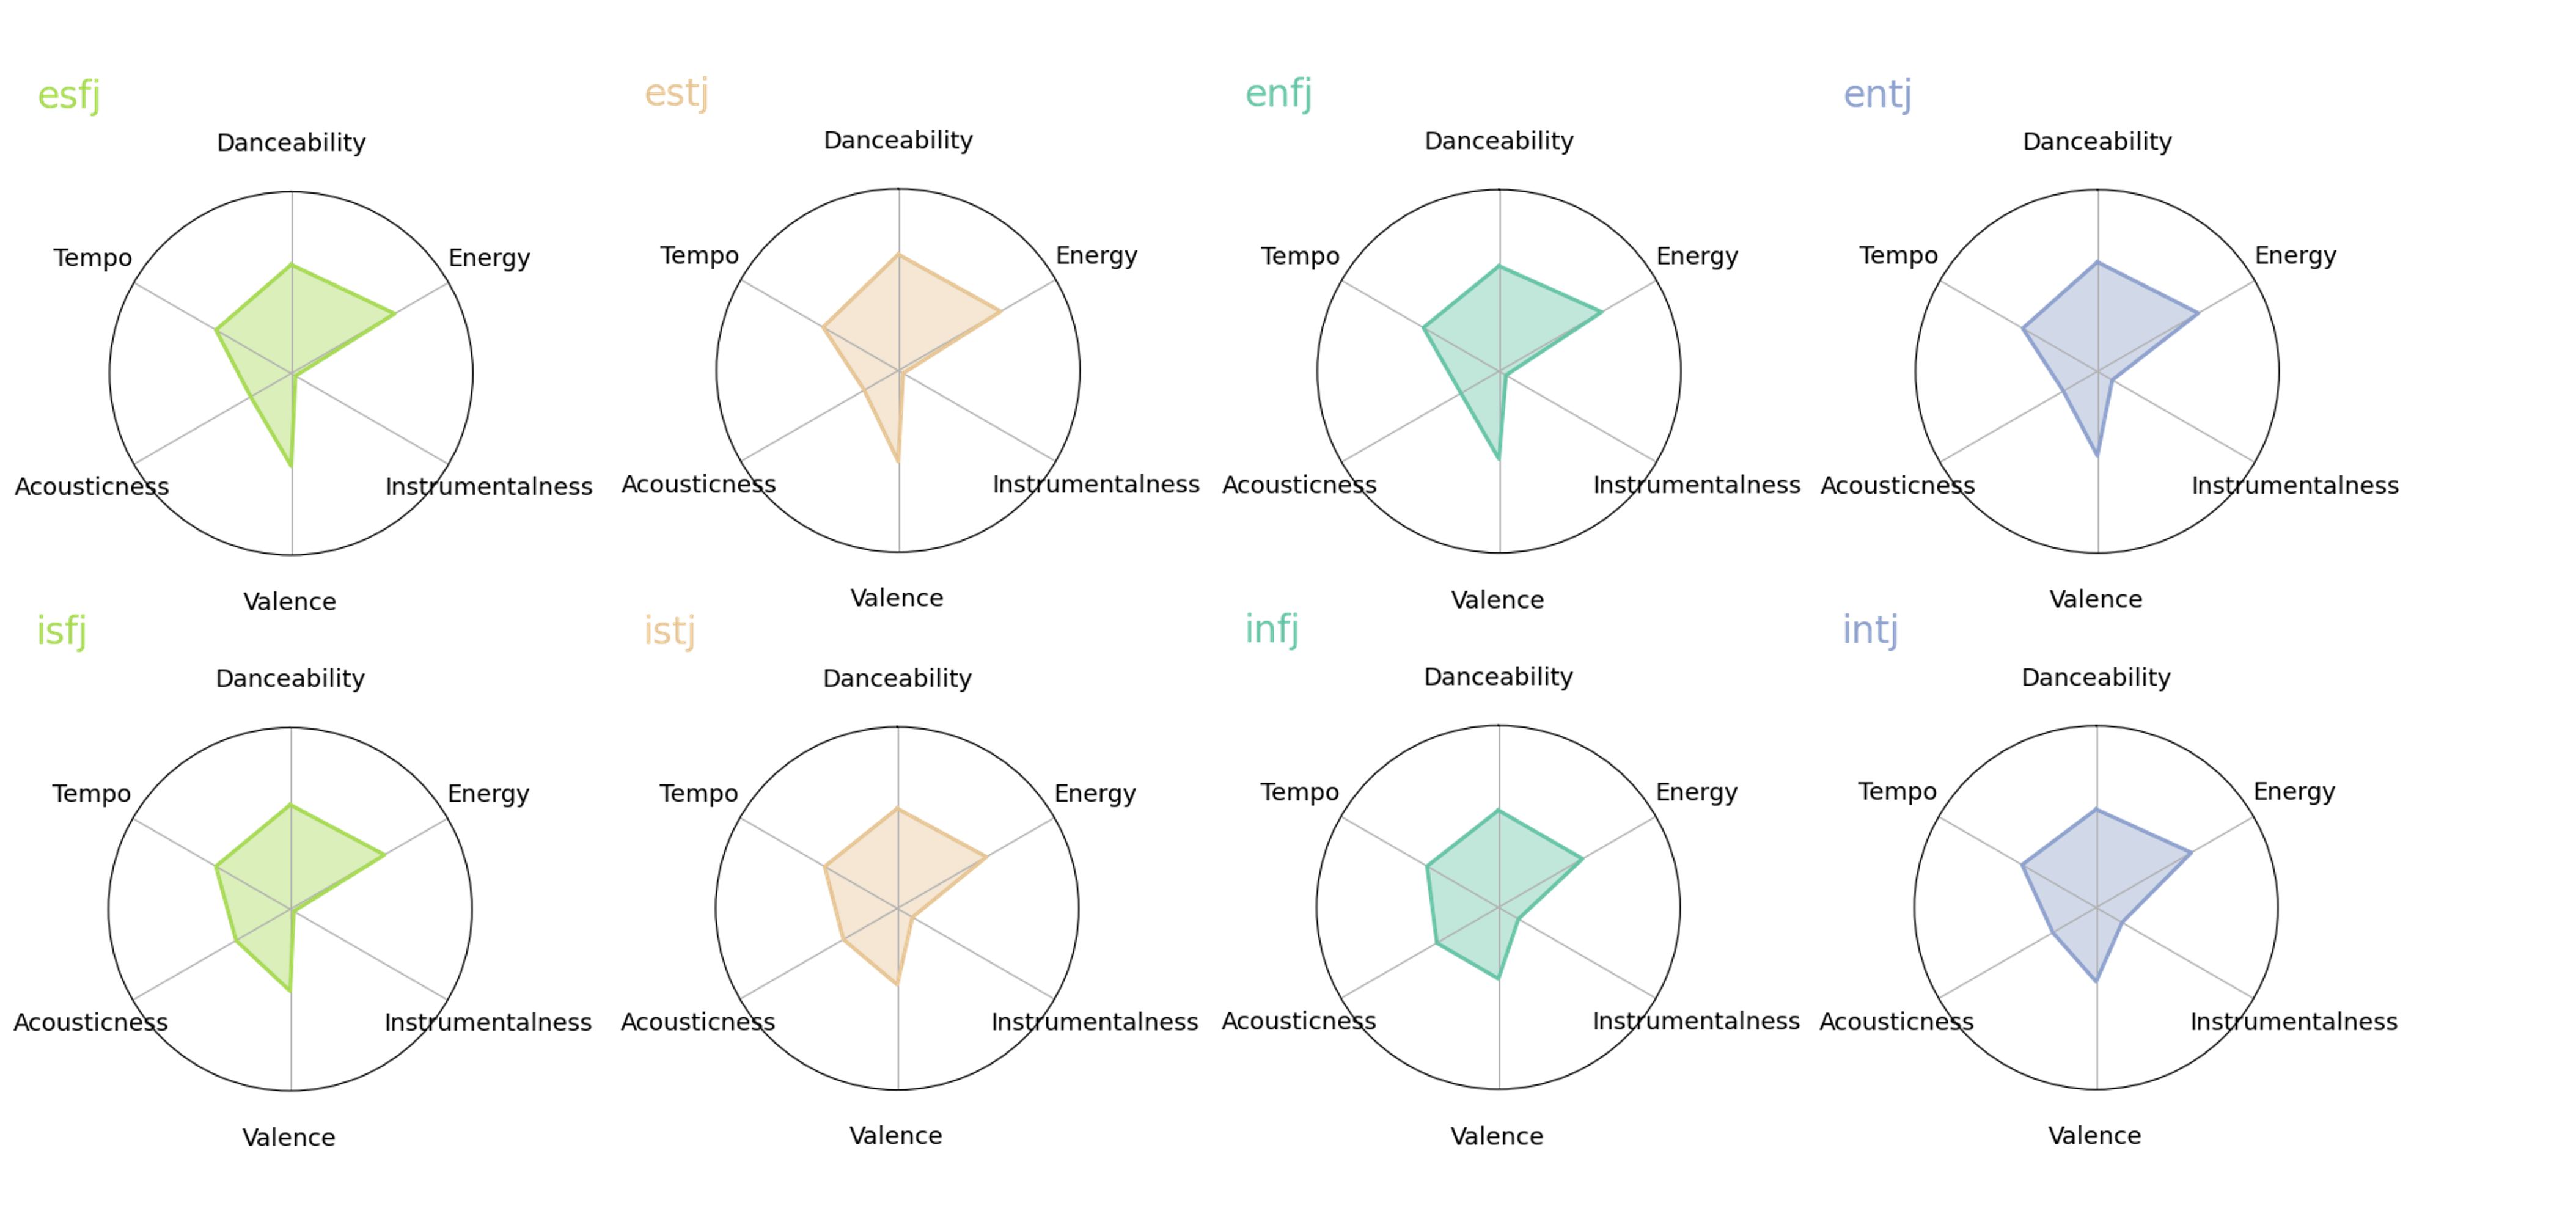 esfj
Danceability
Tempo
Energy
Acousticness
Instrumentalness
Valence
estj
Danceability
Tempo
Energy
Acousticness
Instrumentalness
Valence
enfj
Danceability
Tempo
Energy
Acousticness
Instrumentalness
Valence
entj
Danceability
Tempo
Energy
Acousticness
Instrumentalness
Valence
isfj
Danceability
Tempo
Energy
Acousticness
Instrumentalness
Valence
istj
Danceability
Tempo
Energy
Acousticness
Instrumentalness
Valence
infj
Danceability
Tempo
Energy
Acousticness
Instrumentalness
Valence
intj
Danceability
Tempo
Energy
Acousticness
Instrumentalness
Valence